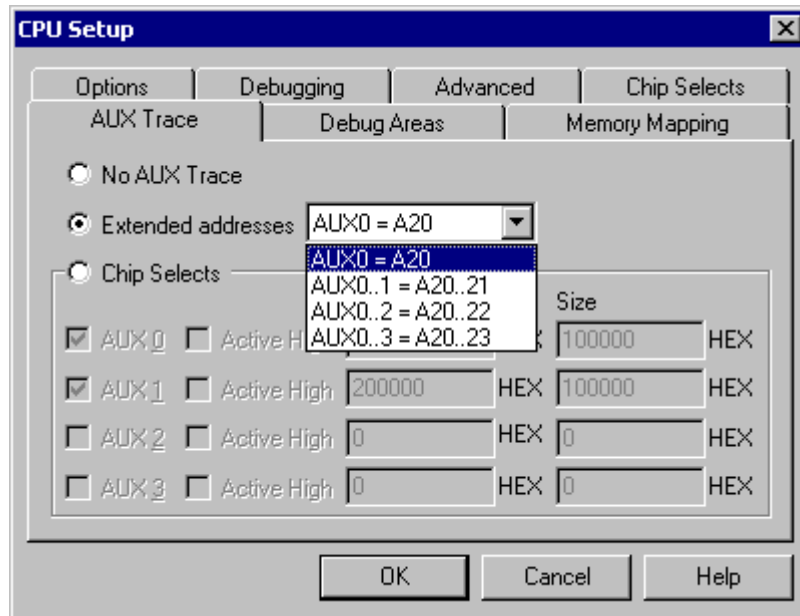 CPU Setup
Options Debugging Advanced Chip Selects
AUX Trace Debug Areas Memory Mapping
No AUX Trace
Extended addresses AUX0 = A20
AUX0 = A20
Chip Selects
AUX0..1 = A20..21
AUX0..2 = A20..22
Size
AUX0..3 = A20..23
AUX 0 Active H 100000 HEX
AUX 1 Active High 200000 HEX 100000 HEX
AUX 2 Active High 0 HEX 0 HEX
AUX 3 Active High 0 HEX 0 HEX
OK Cancel Help